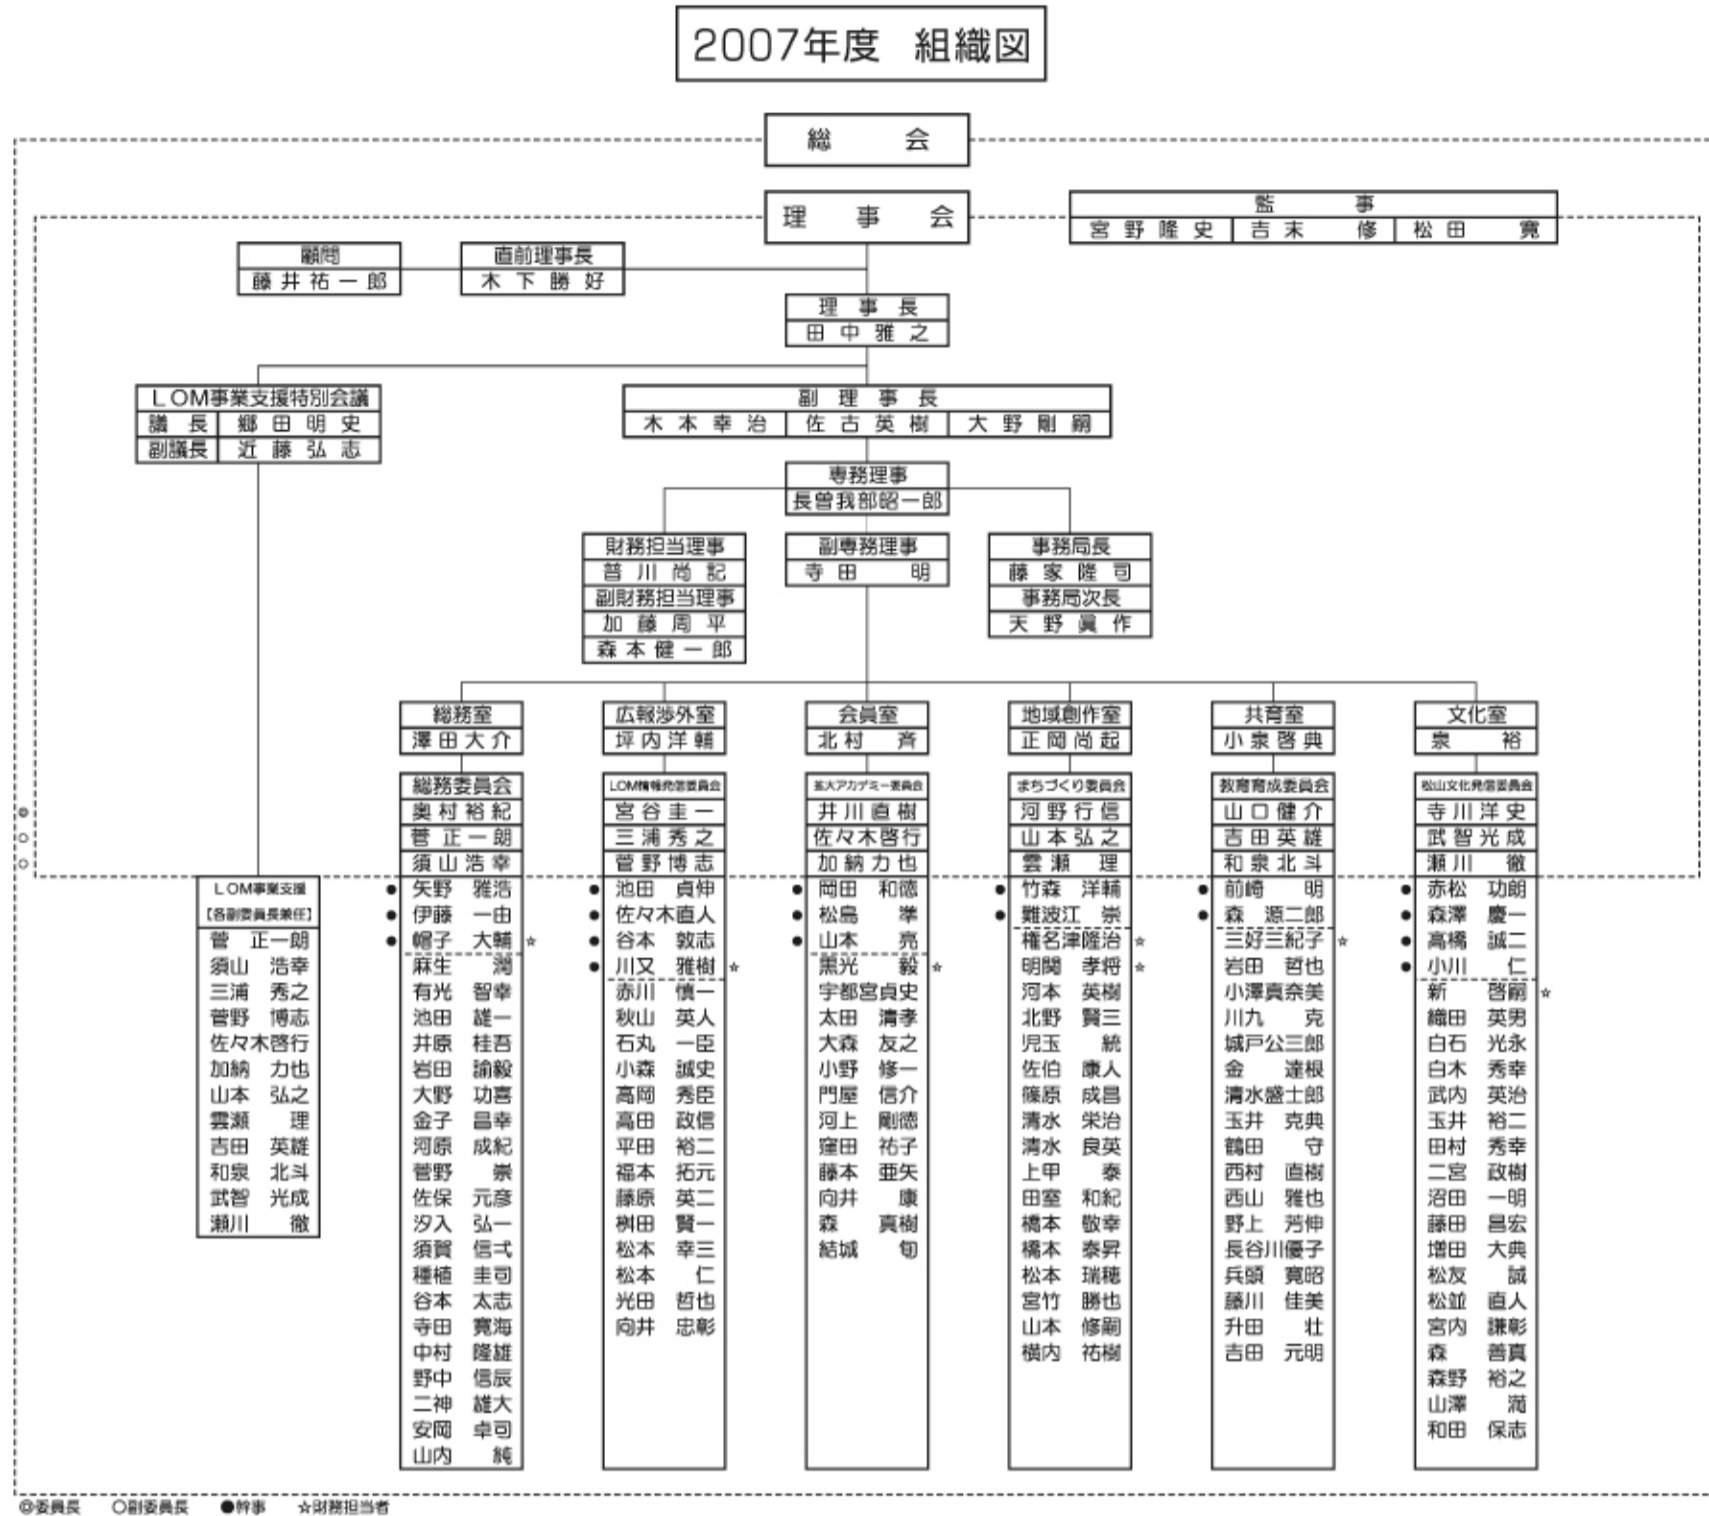 2007年度 組織図
総 会
理 事 会
監 事
宮野隆史 吉末 修 松田 寛
顧問
藤井祐一郎
直前理事長
木下勝好
理事長
田中雅之
LOM事業支援特別会議
議長 郷田明史
副議長 近藤弘志
副理事長
木本幸治 佐古英樹 大野剛嗣
専務理事
長曽我部昭一郎
財務担当理事
普川尚記
副財務担当理事
加藤周平
森本健一郎
副専務理事
寺田 明
事務局長
藤家隆司
事務局次長
天野眞作
総務室
澤田大介
広報渉外室
坪内洋輔
会員室
北村 斉
地域創作室
正岡尚起
共育室
小泉啓典
文化室
泉 裕
◎
○
○
LOM事業支援
【各副委員長兼任】
菅 正一朗
須山 浩幸
三浦 秀之
菅野 博志
佐々木啓行
加納 力也
山本 弘之
雲瀬 理
吉田 英雄
和泉 北斗
武智 光成
瀬川 徹
総務委員会
奥村裕紀
菅 正一朗
須山浩幸
●矢野 雅浩
●伊藤 一由
●帽子 大輔☆
麻生 潤
有光 智幸
池田 雄一
井原 桂吾
岩田 諭毅
大野 功喜
金子 昌幸
河原 成紀
菅野 崇
佐保 元彦
汐入 弘一
須賀 信弌
種植 圭司
谷本 太志
寺田 寛海
中村 隆雄
野中 信辰
二神 雄大
安岡 卓司
山内 純
LOM情報発信委員会
宮谷圭一
三浦秀之
菅野博志
●池田 貞伸
●佐々木直人
●谷本 敦志
●川又 雅樹☆
赤川 慎一
秋山 英人
石丸 一臣
小森 誠史
高岡 秀臣
高田 政信
平田 裕二
福本 拓元
藤原 英二
桝田 賢一
松本 幸三
松本 仁
光田 哲也
向井 忠彰
拡大アカデミー委員会
井川直樹
佐々木啓行
加納力也
●岡田 和徳
●松島 準
●山本 亮
黒光 毅☆
宇都宮貞史
太田 清孝
大森 友之
小野 修一
門屋 信介
河上 剛徳
窪田 祐子
藤本 亜矢
向井 康
森 真樹
結城 旬
まちづくり委員会
河野行信
山本弘之
雲瀬 理
●竹森 洋輔
●難波江 崇
権名津隆治☆
明関 孝将☆
河本 英樹
北野 賢三
児玉 統
佐伯 康人
篠原 成昌
清水 栄治
清水 良英
上甲 泰
田室 和紀
橋本 敬幸
橋本 泰昇
松本 瑞穂
宮竹 勝也
山本 修嗣
横内 祐樹
教育育成委員会
山口健介
吉田英雄
和泉北斗
●前崎 明
●森 源二郎
三好三紀子☆
岩田 哲也
小澤真奈美
川九 克
城戸公三郎
金 達根
清水盛士郎
玉井 克典
鶴田 守
西村 直樹
西山 雅也
野上 芳伸
長谷川優子
兵頭 寛昭
藤川 佳美
升田 壮
吉田 元明
松山文化発信委員会
寺川洋史
武智光成
瀬川 徹
●赤松 功朗
●森澤 慶一
●高橋 誠二
●小川 仁
新 啓嗣☆
織田 英男
白石 光永
白木 秀幸
武内 英治
玉井 裕二
田村 秀幸
二宮 政樹
沼田 一明
藤田 昌宏
増田 大典
松友 誠
松並 直人
宮内 謙彰
森 善真
森野 裕之
山澤 満
和田 保志
◎委員長 ○副委員長 ●幹事 ☆財務担当者